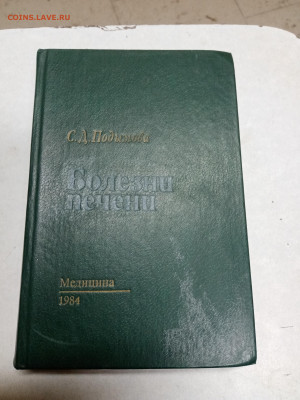 COINS.LAVE.RU
С. Д. Подымова
Болезни
печени
Медицина
1984